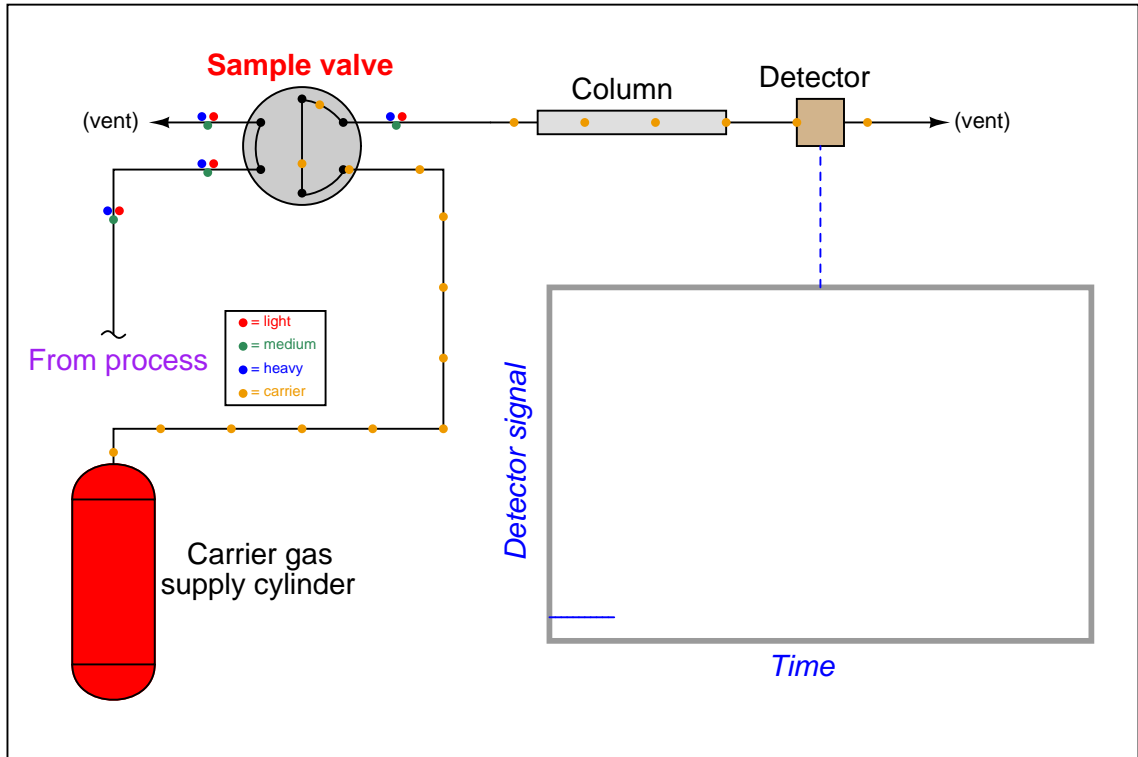 Sample valve
Column
Detector
(vent)
(vent)
= light
= medium
= heavy
= carrier
From process
Detector signal
Carrier gas
supply cylinder
Time